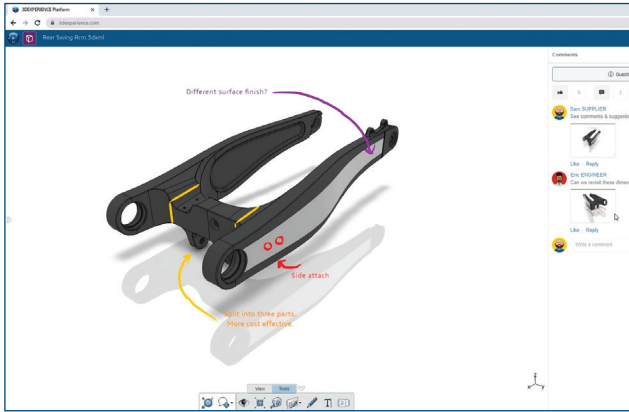 3DEXPERIENCE Platform
3dexperience.com
Rear Swing Arm.3dxml
Comments
Different surface finish?
Sam SUPPLIER
See comments & suggestio
Like · Reply
Eric ENGINEER
Can we revisit these dimen
Like · Reply
Write a comment
Side attach
Split into three parts.
More cost effective.
View Tools